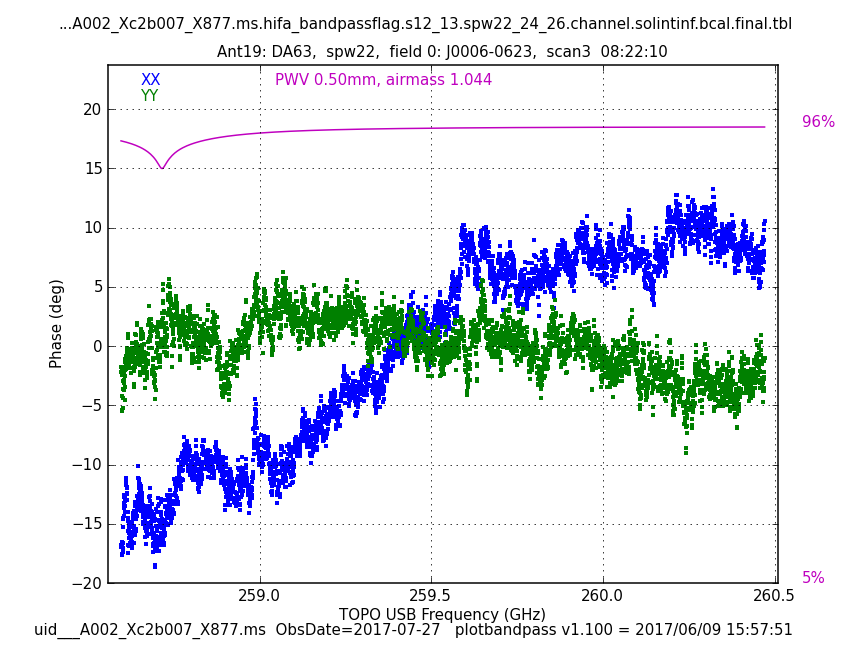 ...A002_Xc2b007_X877.ms.hifa_bandpassflag.s12_13.spw22_24_26.channel.solintinf.bcal.final.tbl
Ant19: DA63,  spw22,  field 0: J0006-0623,  scan3  08:22:10
XX
PWV 0.50mm, airmass 1.044
YY
20
96%
15
10
5
0
Phase (deg)
−5
−10
−15
−20
5%
259.0
259.5
260.0
260.5
TOPO USB Frequency (GHz)
uid___A002_Xc2b007_X877.ms  ObsDate=2017-07-27   plotbandpass v1.100 = 2017/06/09 15:57:51